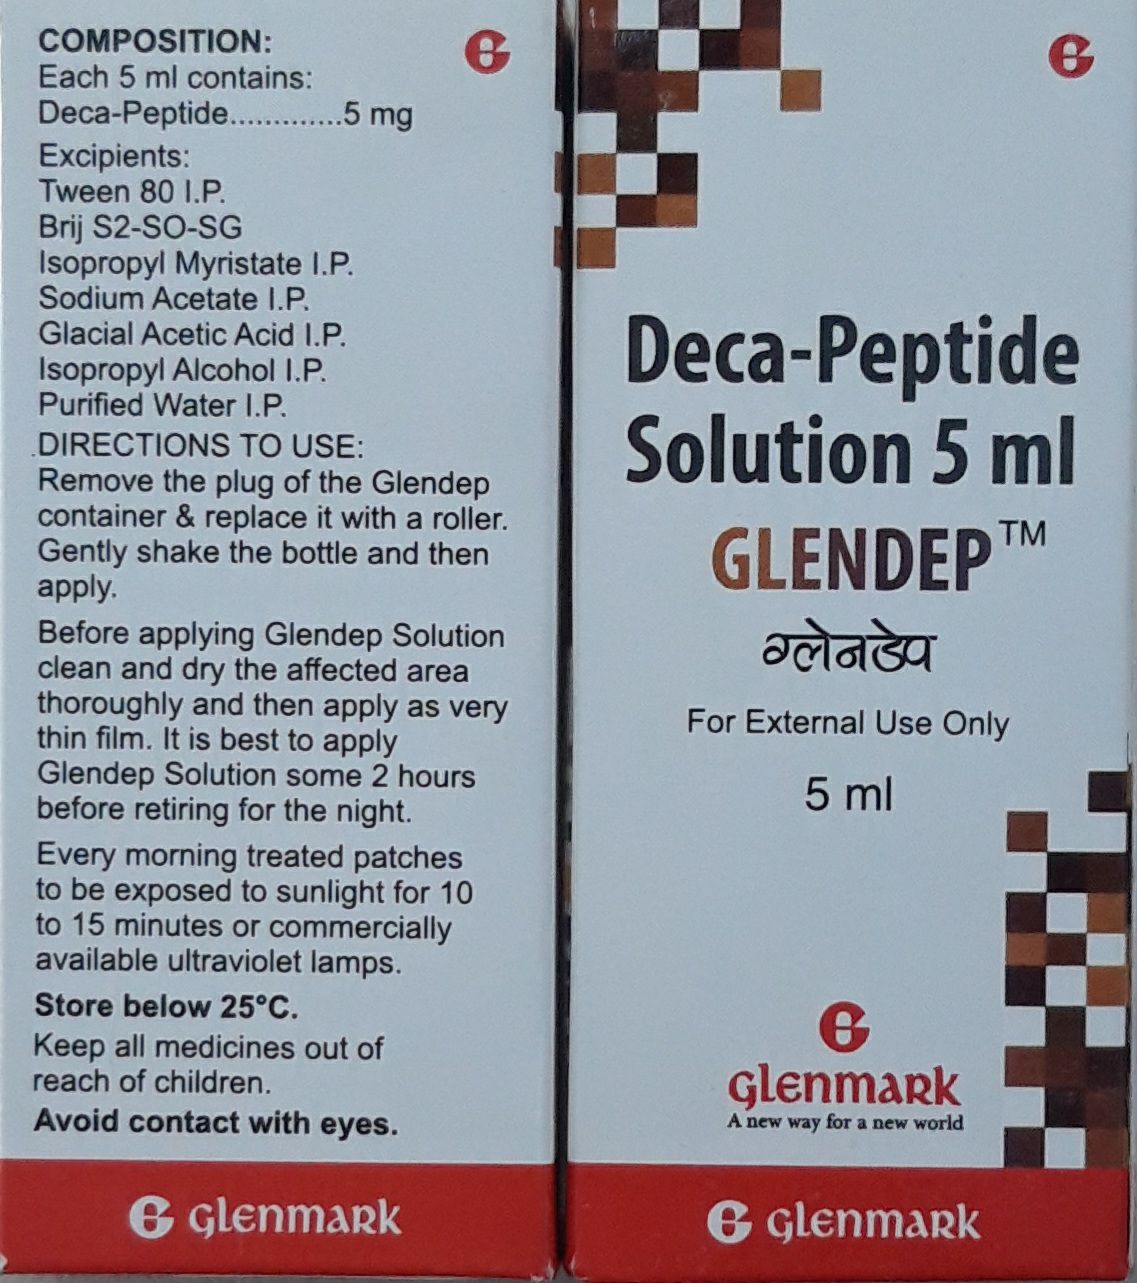 COMPOSITION:
Each 5 ml contains:
Deca-Peptide.............5 mg
Excipients:
Tween 80 I.P.
Brij S2-SO-SG
Isopropyl Myristate I.P.
Sodium Acetate I.P.
Glacial Acetic Acid I.P.
Isopropyl Alcohol I.P.
Purified Water I.P.
DIRECTIONS TO USE:
Remove the plug of the Glendep
container & replace it with a roller.
Gently shake the bottle and then
apply.
Before applying Glendep Solution
clean and dry the affected area
thoroughly and then apply as very
thin film. It is best to apply
Glendep Solution some 2 hours
before retiring for the night.
Every morning treated patches
to be exposed to sunlight for 10
to 15 minutes or commercially
available ultraviolet lamps.
Store below 25°C.
Keep all medicines out of
reach of children.
Avoid contact with eyes.
glenmark
Deca-Peptide
Solution 5 ml
GLENDEP™
ग्लेनडेप
For External Use Only
5 ml
glenmark
A new way for a new world
glenmark